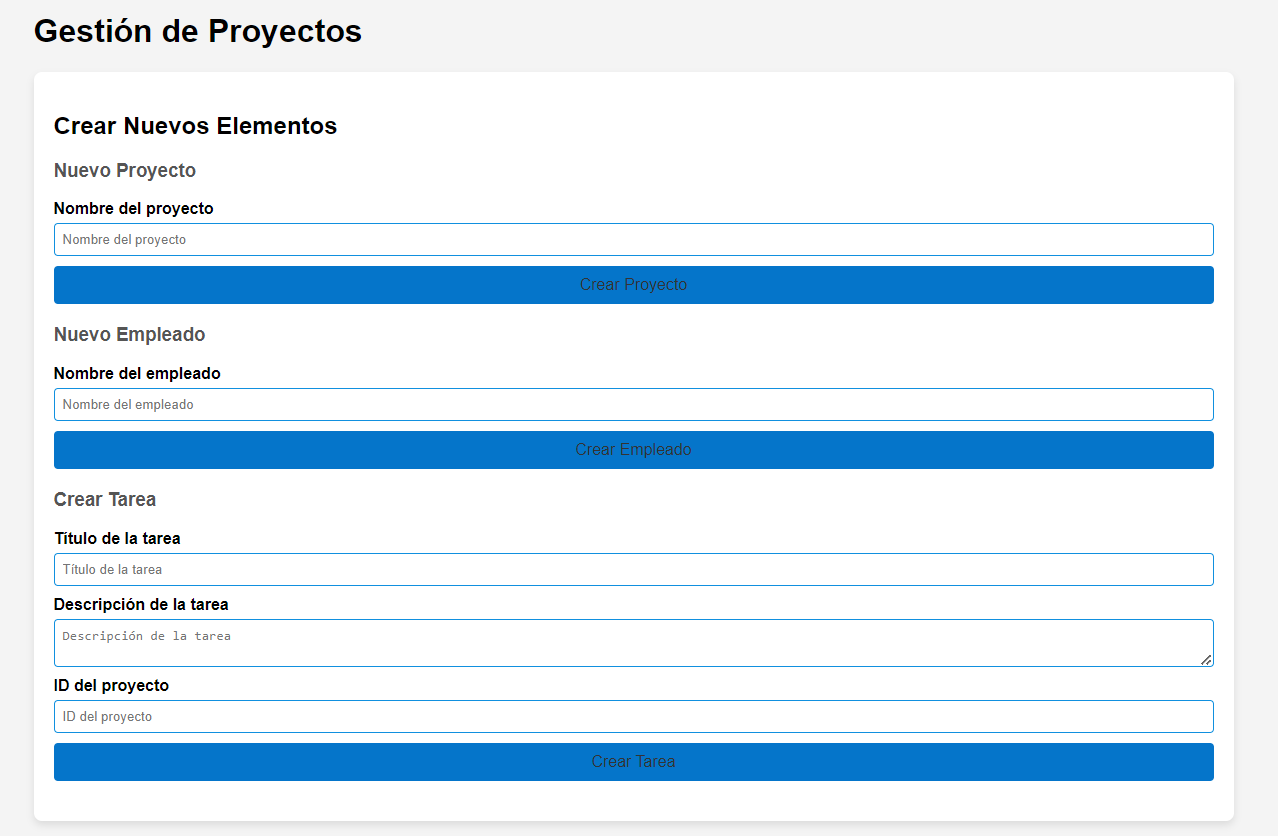 Gestión de Proyectos
Crear Nuevos Elementos
Nuevo Proyecto
Nombre del proyecto
Nombre del proyecto
Crear Proyecto
Nuevo Empleado
Nombre del empleado
Nombre del empleado
Crear Empleado
Crear Tarea
Título de la tarea
Título de la tarea
Descripción de la tarea
Descripción de la tarea
ID del proyecto
ID del proyecto
Crear Tarea